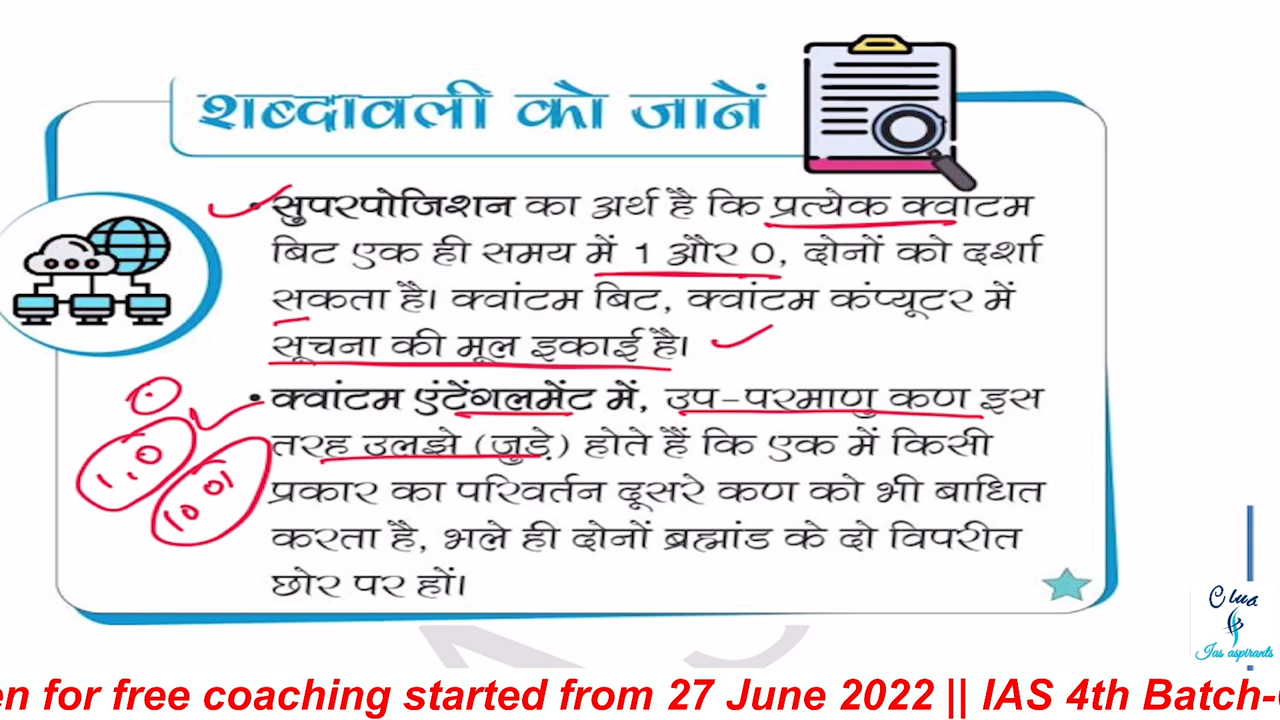 शब्दावली को जानें
• सुपरपोजिशन का अर्थ है कि प्रत्येक क्वांटम
बिट एक ही समय में 1 और 0, दोनों को दर्शा
सकता है। क्वांटम बिट, क्वांटम कंप्यूटर में
सूचना की मूल इकाई है।
• क्वांटम एंटेंगलमेंट में, उप-परमाणु कण इस
तरह उलझे (जुड़े) होते हैं कि एक में किसी
प्रकार का परिवर्तन दूसरे कण को भी बाधित
करता है, भले ही दोनों ब्रह्मांड के दो विपरीत
छोर पर हों।
Ias aspirants
en for free coaching started from 27 June 2022 || IAS 4th Batch-